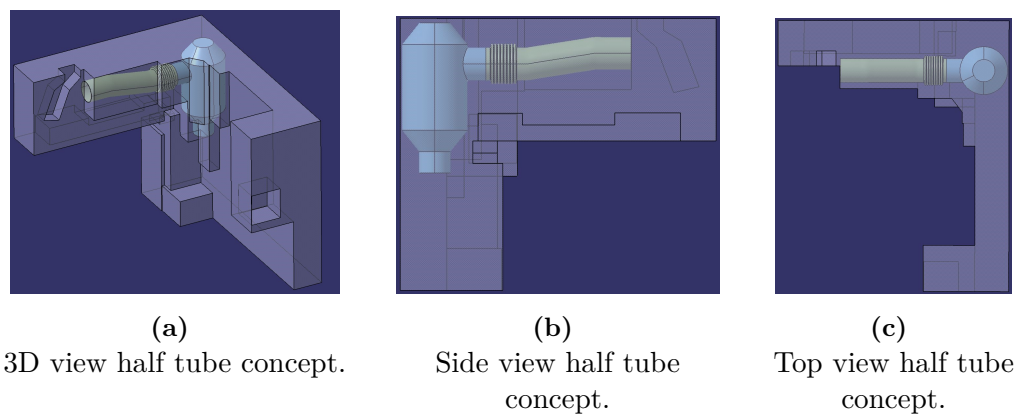 (a)
3D view half tube concept.
(b)
Side view half tube
concept.
(c)
Top view half tube
concept.